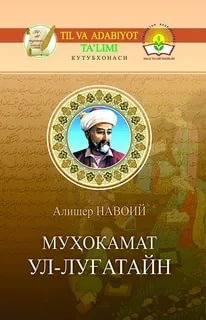 TIL VA ADABIYOT
TA'LIMI
КУТУБХОНАСИ
Алишер НАВОИЙ
МУҲОКАМАТ
УЛ-ЛУҒАТАЙН